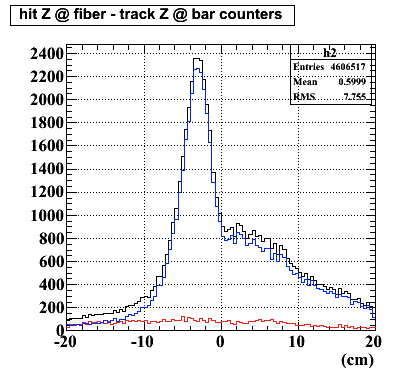 hit Z @ fiber - track Z @ bar counters
h2
Entries 4606517
Mean 0.5999
RMS 7.755
2400
2200
2000
1800
1600
1400
1200
1000
800
600
400
200
0
-20 -10 0 10 20
(cm)